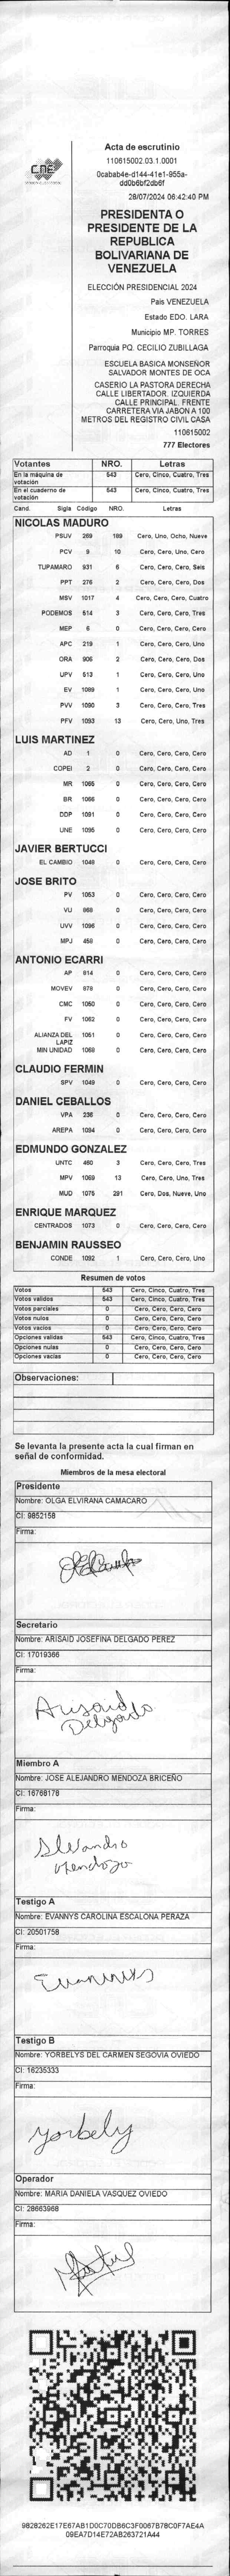 CNE
Acta de escrutinio
110615002.03.1.0001
0cabab4e-d144-41e1-955a-
dd0b6bf2db6f
28/07/2024 06:42:40 PM
PRESIDENTA O
PRESIDENTE DE LA
REPUBLICA
BOLIVARIANA DE
VENEZUELA
ELECCIÓN PRESIDENCIAL 2024
Pais VENEZUELA
Estado EDO. LARA
Municipio MP. TORRES
Parroquia PQ. CECILIO ZUBILLAGA
ESCUELA BASICA MONSEÑOR
SALVADOR MONTES DE OCA
CASERIO LA PASTORA DERECHA
CALLE LIBERTADOR. IZQUIERDA
CALLE PRINCIPAL. FRENTE
CARRETERA VIA JABON A 100
METROS DEL REGISTRO CIVIL CASA
110615002
777 Electores
Votantes NRO. Letras
En la máquina de votación 543 Cero, Cinco, Cuatro, Tres
En el cuaderno de votación 543 Cero, Cinco, Cuatro, Tres
Cand. Sigla Código NRO. Letras
NICOLAS MADURO
PSUV 269 189 Cero, Uno, Ocho, Nueve
PCV 9 10 Cero, Cero, Uno, Cero
TUPAMARO 931 6 Cero, Cero, Cero, Seis
PPT 276 2 Cero, Cero, Cero, Dos
MSV 1017 4 Cero, Cero, Cero, Cuatro
PODEMOS 514 3 Cero, Cero, Cero, Tres
MEP 6 0 Cero, Cero, Cero, Cero
APC 219 1 Cero, Cero, Cero, Uno
ORA 906 2 Cero, Cero, Cero, Dos
UPV 513 1 Cero, Cero, Cero, Uno
EV 1089 1 Cero, Cero, Cero, Uno
PVV 1090 3 Cero, Cero, Cero, Tres
PFV 1093 13 Cero, Cero, Uno, Tres
LUIS MARTINEZ
AD 1 0 Cero, Cero, Cero, Cero
COPEI 2 0 Cero, Cero, Cero, Cero
MR 1065 0 Cero, Cero, Cero, Cero
BR 1066 0 Cero, Cero, Cero, Cero
DDP 1091 0 Cero, Cero, Cero, Cero
UNE 1095 0 Cero, Cero, Cero, Cero
JAVIER BERTUCCI
EL CAMBIO 1048 0 Cero, Cero, Cero, Cero
JOSE BRITO
PV 1053 0 Cero, Cero, Cero, Cero
VU 868 0 Cero, Cero, Cero, Cero
UVV 1096 0 Cero, Cero, Cero, Cero
MPJ 458 0 Cero, Cero, Cero, Cero
ANTONIO ECARRI
AP 814 0 Cero, Cero, Cero, Cero
MOVEV 978 0 Cero, Cero, Cero, Cero
CMC 1050 0 Cero, Cero, Cero, Cero
FV 1062 0 Cero, Cero, Cero, Cero
ALIANZA DEL LAPIZ 1051 0 Cero, Cero, Cero, Cero
MIN UNIDAD 1068 0 Cero, Cero, Cero, Cero
CLAUDIO FERMIN
SPV 1049 0 Cero, Cero, Cero, Cero
DANIEL CEBALLOS
VPA 236 0 Cero, Cero, Cero, Cero
AREPA 1094 0 Cero, Cero, Cero, Cero
EDMUNDO GONZALEZ
UNTC 460 3 Cero, Cero, Cero, Tres
MPV 1069 13 Cero, Cero, Uno, Tres
MUD 1075 291 Cero, Dos, Nueve, Uno
ENRIQUE MARQUEZ
CENTRADOS 1073 0 Cero, Cero, Cero, Cero
BENJAMIN RAUSSEO
CONDE 1092 1 Cero, Cero, Cero, Uno
Resumen de votos
Votos 543 Cero, Cinco, Cuatro, Tres
Votos validos 543 Cero, Cinco, Cuatro, Tres
Votos parciales 0 Cero, Cero, Cero, Cero
Votos nulos 0 Cero, Cero, Cero, Cero
Votos vacios 0 Cero, Cero, Cero, Cero
Opciones validas 543 Cero, Cinco, Cuatro, Tres
Opciones nulas 0 Cero, Cero, Cero, Cero
Opciones vacias 0 Cero, Cero, Cero, Cero
Observaciones:
Se levanta la presente acta la cual firman en
señal de conformidad.
Miembros de la mesa electoral
Presidente
Nombre: OLGA ELVIRANA CAMACARO
CI: 9852158
Firma:
Secretario
Nombre: ARISAID JOSEFINA DELGADO PEREZ
CI: 17019366
Firma:
Arisaido
Delgado
Miembro A
Nombre: JOSE ALEJANDRO MENDOZA BRICEÑO
CI: 16768178
Firma:
Alejandro
Mendoza
Testigo A
Nombre: EVANNYS CAROLINA ESCALONA PERAZA
CI: 20501758
Firma:
Evannys
Testigo B
Nombre: YORBELYS DEL CARMEN SEGOVIA OVIEDO
CI: 16235333
Firma:
Yorbely
Operador
Nombre: MARIA DANIELA VASQUEZ OVIEDO
CI: 28663968
Firma:
9828262E17E67AB1D0C70DB6C3F0067B78C0F7AE4A
09EA7D14E72AB263721A44